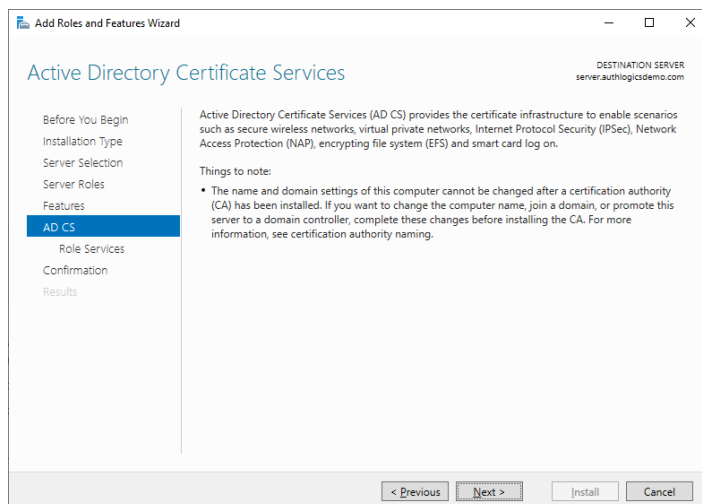 Add Roles and Features Wizard
Active Directory Certificate Services
DESTINATION SERVER
server.authlogicsdemo.com
Before You Begin
Installation Type
Server Selection
Server Roles
Features
AD CS
Role Services
Confirmation
Results
Active Directory Certificate Services (AD CS) provides the certificate infrastructure to enable scenarios
such as secure wireless networks, virtual private networks, Internet Protocol Security (IPSec), Network
Access Protection (NAP), encrypting file system (EFS) and smart card log on.
Things to note:
• The name and domain settings of this computer cannot be changed after a certification authority
(CA) has been installed. If you want to change the computer name, join a domain, or promote this
server to a domain controller, complete these changes before installing the CA. For more
information, see certification authority naming.
< Previous
Next >
Install
Cancel